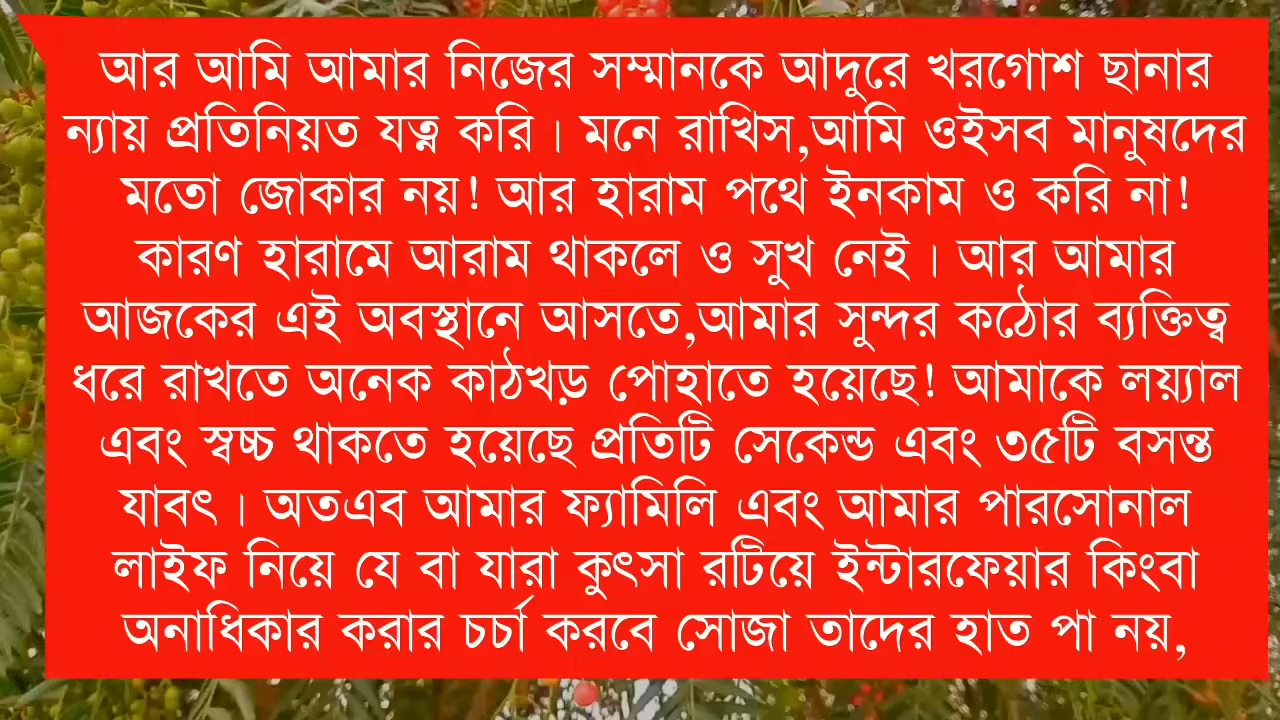 আর আমি আমার নিজের সম্মানকে আদুরে খরগোশ ছানার
ন্যায় প্রতিনিয়ত যত্ন করি। মনে রাখিস,আমি ওইসব মানুষদের
মতো জোকার নয়! আর হারাম পথে ইনকাম ও করি না!
কারণ হারামে আরাম থাকলে ও সুখ নেই। আর আমার
আজকের এই অবস্থানে আসতে,আমার সুন্দর কঠোর ব্যক্তিত্ব
ধরে রাখতে অনেক কাঠখড় পোহাতে হয়েছে! আমাকে লয়্যাল
এবং স্বচ্চ থাকতে হয়েছে প্রতিটি সেকেন্ড এবং ৩৫টি বসন্ত
যাবৎ। অতএব আমার ফ্যামিলি এবং আমার পারসোনাল
লাইফ নিয়ে যে বা যারা কুৎসা রটিয়ে ইন্টারফেয়ার কিংবা
অনাধিকার করার চর্চা করবে সোজা তাদের হাত পা নয়,